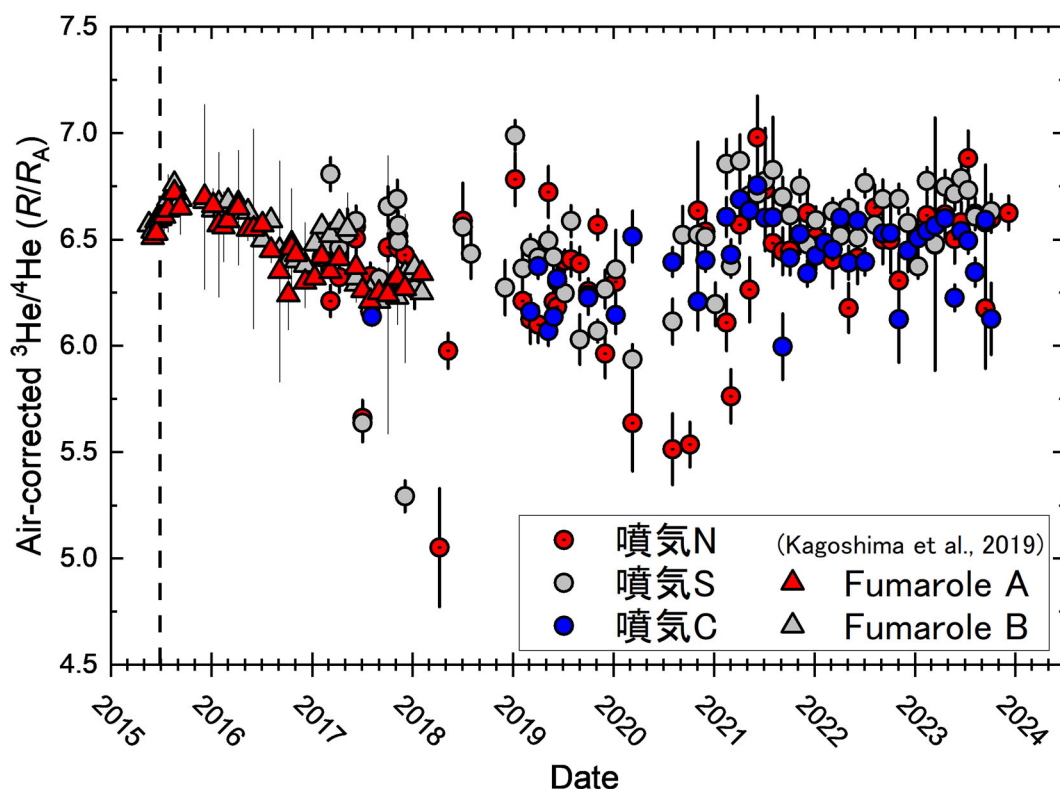 Air-corrected ³He/⁴He (R/R_A)
7.5
7.0
6.5
6.0
5.5
5.0
4.5
噴気N
噴気S
噴気C
(Kagoshima et al., 2019)
Fumarole A
Fumarole B
2015
2016
2017
2018
2019
2020
2021
2022
2023
2024
Date